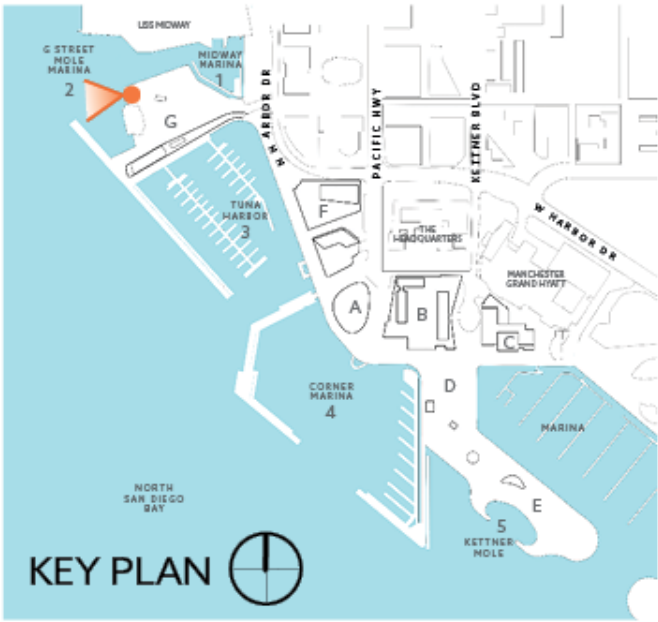 USS MIDWAY
G STREET
MOLE
MARINA
2
MIDWAY
MARINA
1
G
N HARBOR DR
PACIFIC HWY
KETTNER BLVD
TUNA
HARBOR
3
F
THE
HEADQUARTERS
W HARBOR DR
MANCHESTER
GRAND HYATT
A
B
C
CORNER
MARINA
4
D
MARINA
NORTH
SAN DIEGO
BAY
E
5
KETTNER
MOLE
KEY PLAN